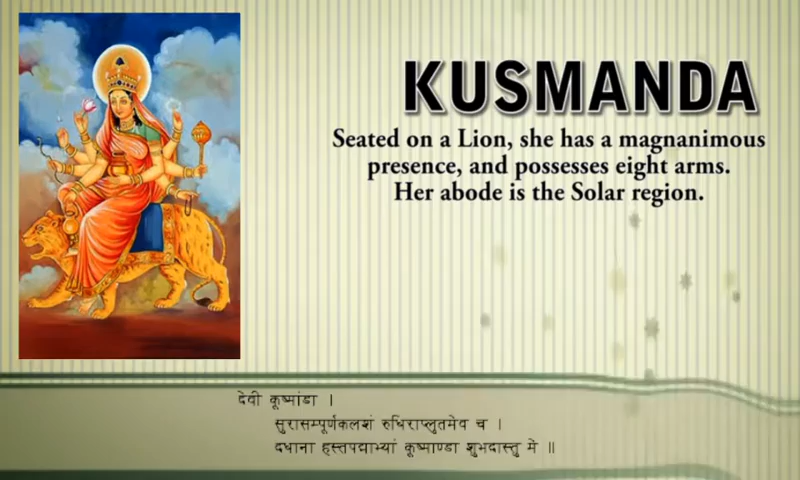 KUSMANDA
Seated on a Lion, she has a magnanimous
presence, and possesses eight arms.
Her abode is the Solar region.
देवी कूष्मांडा ।
सुरासम्पूर्णकलशं रुधिराप्लुतमेव च ।
दधाना हस्तपद्माभ्यां कूष्माण्डा शुभदास्तु मे ॥